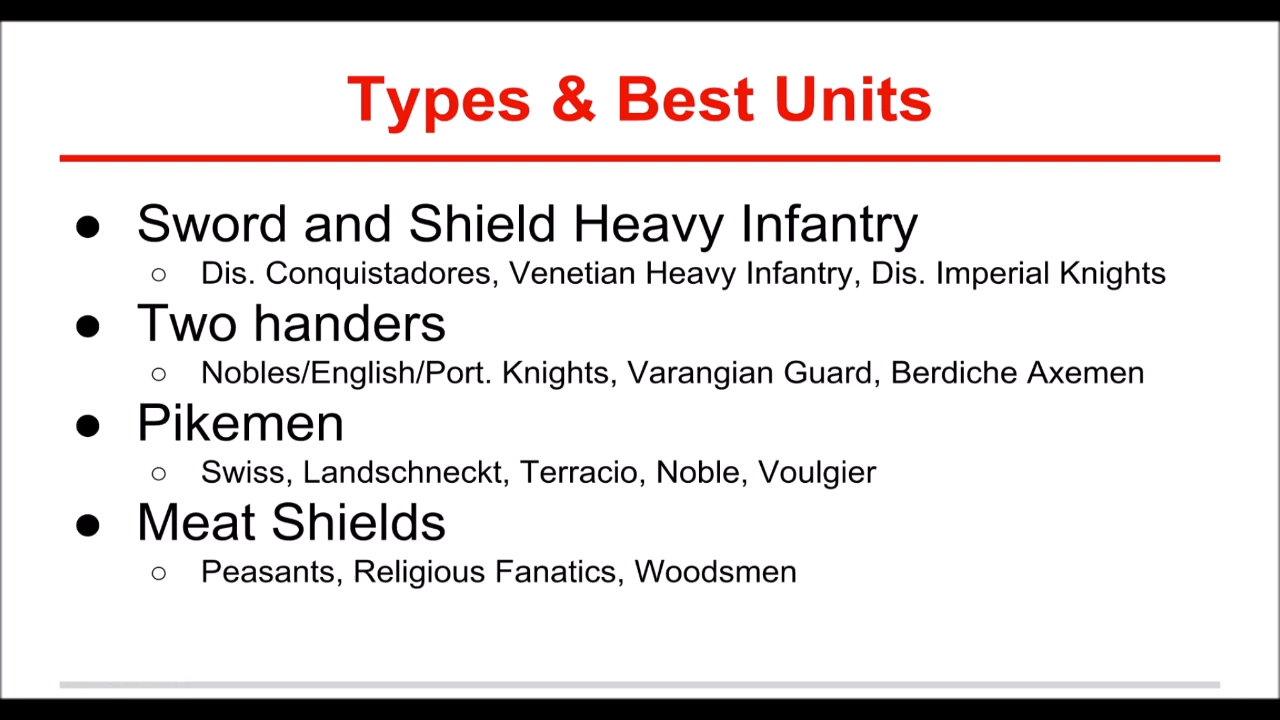 Types & Best Units
● Sword and Shield Heavy Infantry
○ Dis. Conquistadores, Venetian Heavy Infantry, Dis. Imperial Knights
● Two handers
○ Nobles/English/Port. Knights, Varangian Guard, Berdiche Axemen
● Pikemen
○ Swiss, Landschneckt, Terracio, Noble, Voulgier
● Meat Shields
○ Peasants, Religious Fanatics, Woodsmen